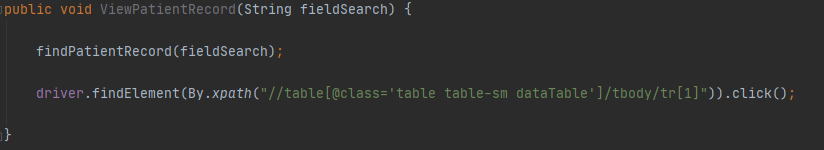 public void ViewPatientRecord(String fieldSearch) {
findPatientRecord(fieldSearch);
driver.findElement(By.xpath("//table[@class='table table-sm dataTable']/tbody/tr[1]")).click();
}